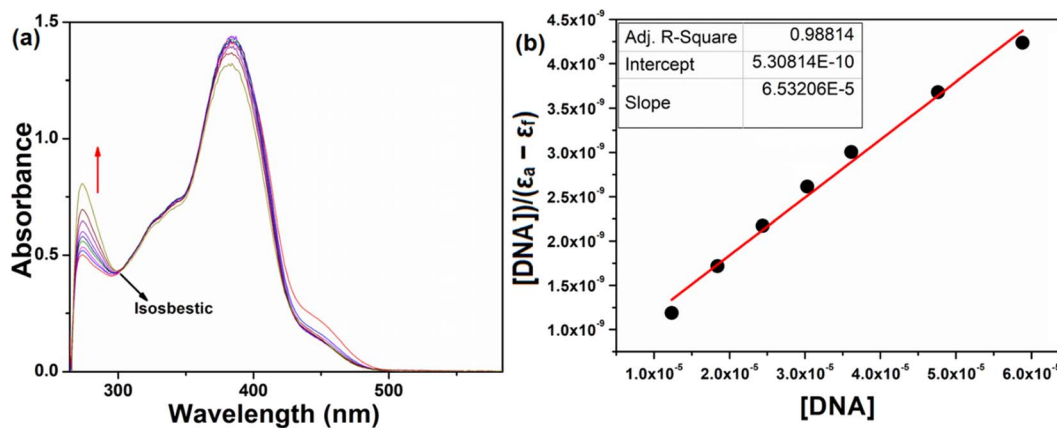 (a)
1.5
1.0
0.5
0.0
Absorbance
Isosbestic
300
400
500
Wavelength (nm)
(b)
Adj. R-Square 0.98814
Intercept 5.30814E-10
Slope 6.53206E-5
4.5x10⁻⁹
[DNA])/(εₐ − ε_f)
3.5x10⁻⁹
3.0x10⁻⁹
2.5x10⁻⁹
2.0x10⁻⁹
1.5x10⁻⁹
1.0x10⁻⁹
1.0x10⁻⁵
2.0x10⁻⁵
3.0x10⁻⁵
4.0x10⁻⁵
5.0x10⁻⁵
6.0x10⁻⁵
[DNA]